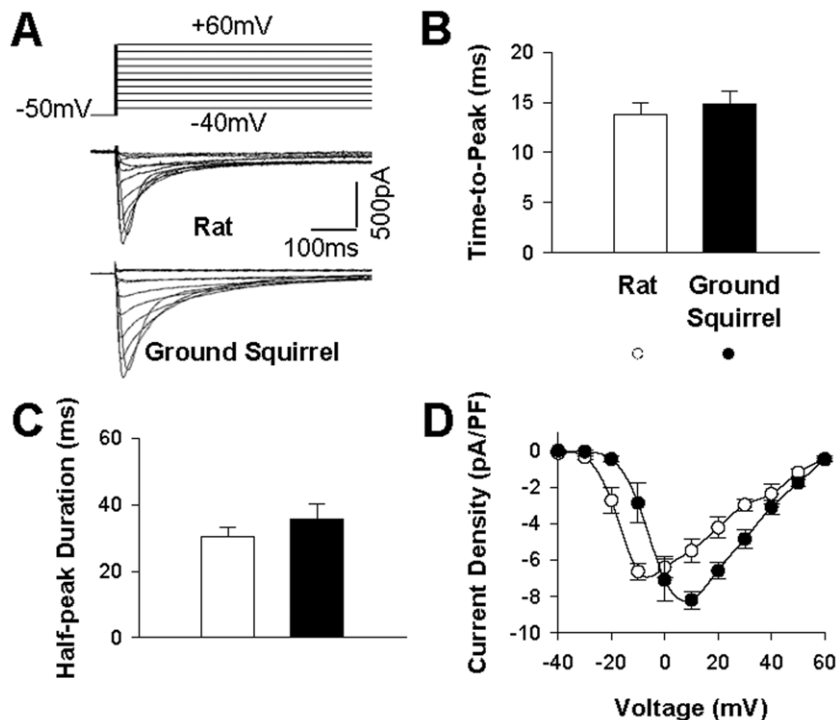 A
+60mV
-50mV
-40mV
Rat
500pA
100ms
Ground Squirrel
B
Time-to-Peak (ms)
20
15
10
5
0
Rat
Ground
Squirrel
C
Half-peak Duration (ms)
60
40
20
0
D
Current Density (pA/PF)
0
-2
-4
-6
-8
-10
-40 -20 0 20 40 60
Voltage (mV)